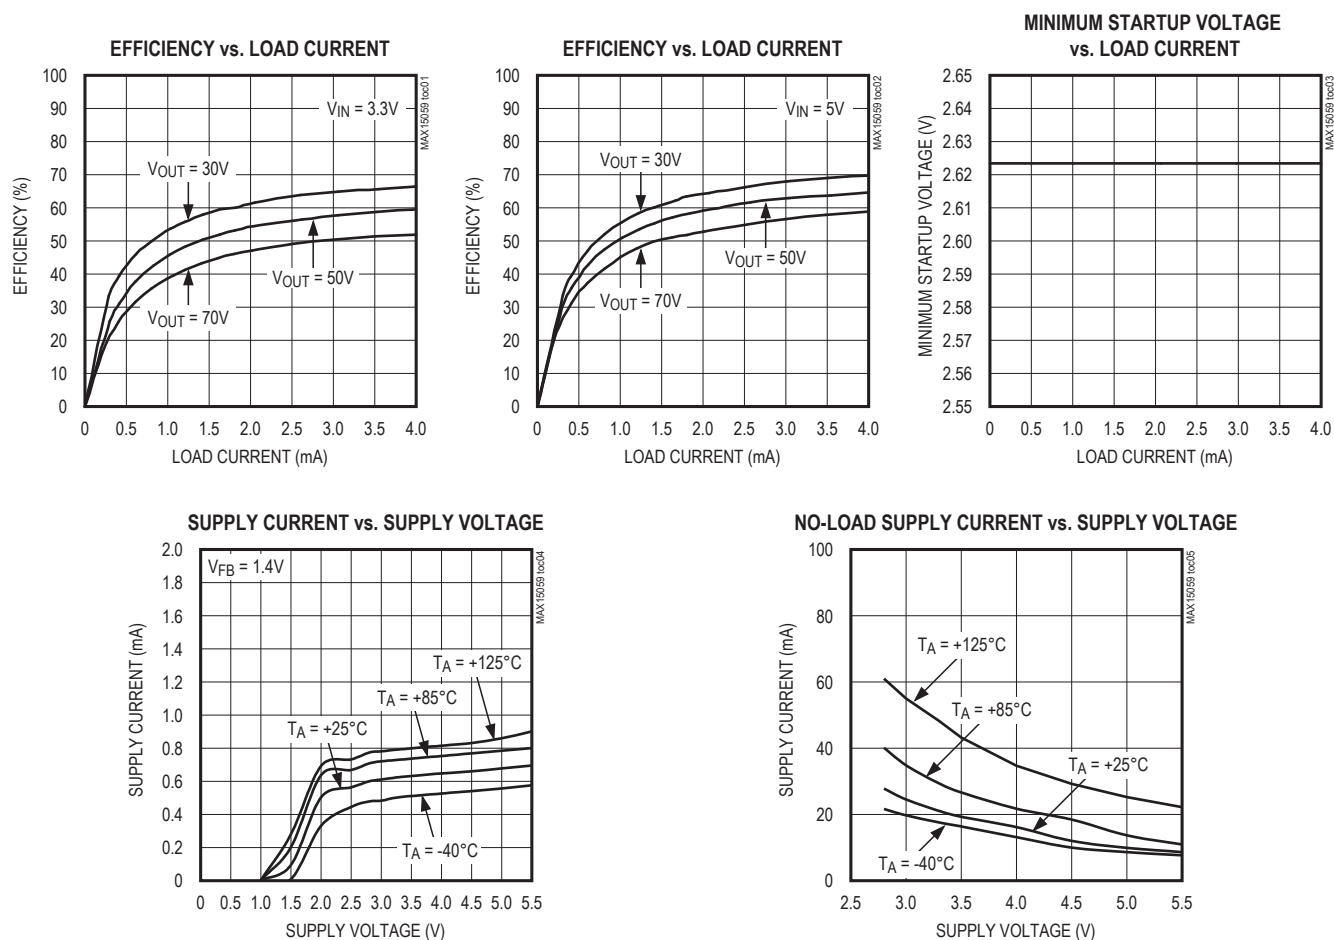 EFFICIENCY vs. LOAD CURRENT
EFFICIENCY (%)
100
90
80
70
60
50
40
30
20
10
0
VIN = 3.3V
VOUT = 30V
VOUT = 50V
VOUT = 70V
MAX15059 toc01
0 0.5 1.0 1.5 2.0 2.5 3.0 3.5 4.0
LOAD CURRENT (mA)
EFFICIENCY vs. LOAD CURRENT
EFFICIENCY (%)
100
90
80
70
60
50
40
30
20
10
0
VIN = 5V
VOUT = 30V
VOUT = 50V
VOUT = 70V
MAX15059 toc02
0 0.5 1.0 1.5 2.0 2.5 3.0 3.5 4.0
LOAD CURRENT (mA)
MINIMUM STARTUP VOLTAGE
vs. LOAD CURRENT
MINIMUM STARTUP VOLTAGE (V)
2.65
2.64
2.63
2.62
2.61
2.60
2.59
2.58
2.57
2.56
2.55
MAX15059 toc03
0 0.5 1.0 1.5 2.0 2.5 3.0 3.5 4.0
LOAD CURRENT (mA)
SUPPLY CURRENT vs. SUPPLY VOLTAGE
SUPPLY CURRENT (mA)
2.0
1.8
1.6
1.4
1.2
1.0
0.8
0.6
0.4
0.2
0
VFB = 1.4V
TA = +125°C
TA = +85°C
TA = +25°C
TA = -40°C
MAX15059 toc04
0 0.5 1.0 1.5 2.0 2.5 3.0 3.5 4.0 4.5 5.0 5.5
SUPPLY VOLTAGE (V)
NO-LOAD SUPPLY CURRENT vs. SUPPLY VOLTAGE
SUPPLY CURRENT (mA)
100
80
60
40
20
0
TA = +125°C
TA = +85°C
TA = +25°C
TA = -40°C
MAX15059 toc05
2.5 3.0 3.5 4.0 4.5 5.0 5.5
SUPPLY VOLTAGE (V)